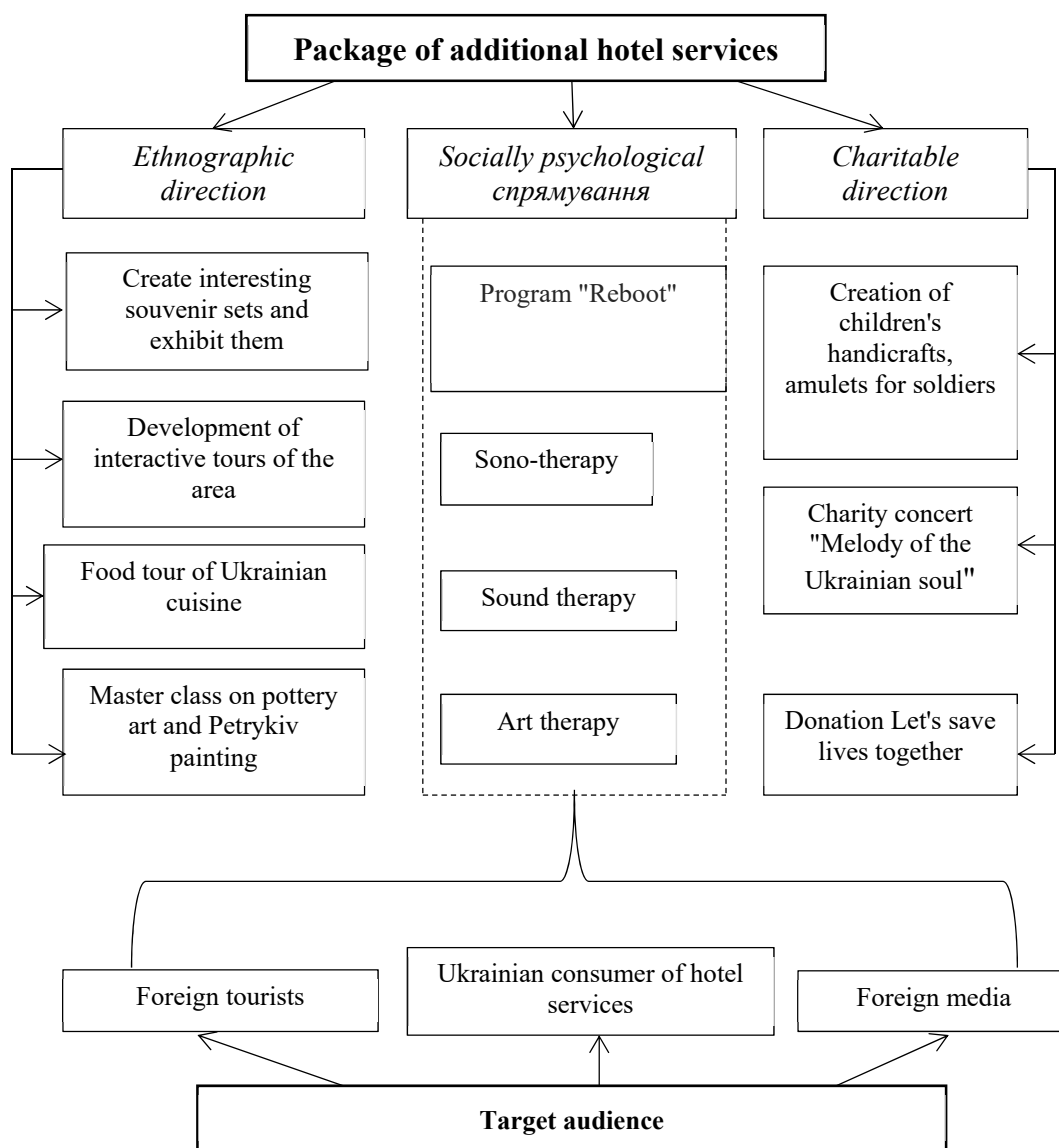 Package of additional hotel services
Ethnographic
direction
Socially psychological
спрямування
Charitable
direction
Create interesting
souvenir sets and
exhibit them
Development of
interactive tours of the
area
Food tour of Ukrainian
cuisine
Master class on pottery
art and Petrykiv
painting
Program "Reboot"
Sono-therapy
Sound therapy
Art therapy
Creation of
children's
handicrafts,
amulets for soldiers
Charity concert
"Melody of the
Ukrainian soul"
Donation Let's save
lives together
Foreign tourists
Ukrainian consumer of hotel
services
Foreign media
Target audience